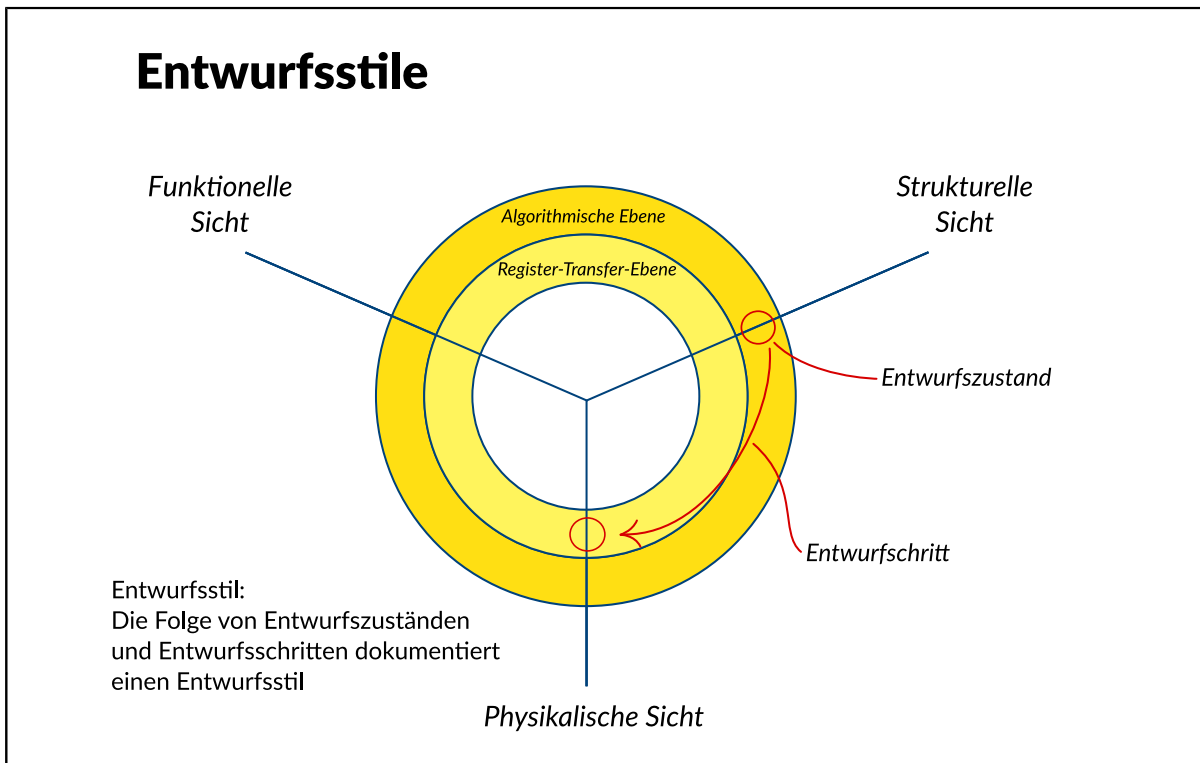 Entwurfsstile
Funktionelle
Sicht
Strukturelle
Sicht
Algorithmische Ebene
Register-Transfer-Ebene
Entwurfszustand
Entwurfschritt
Entwurfsstil:
Die Folge von Entwurfszuständen
und Entwurfsschritten dokumentiert
einen Entwurfsstil
Physikalische Sicht